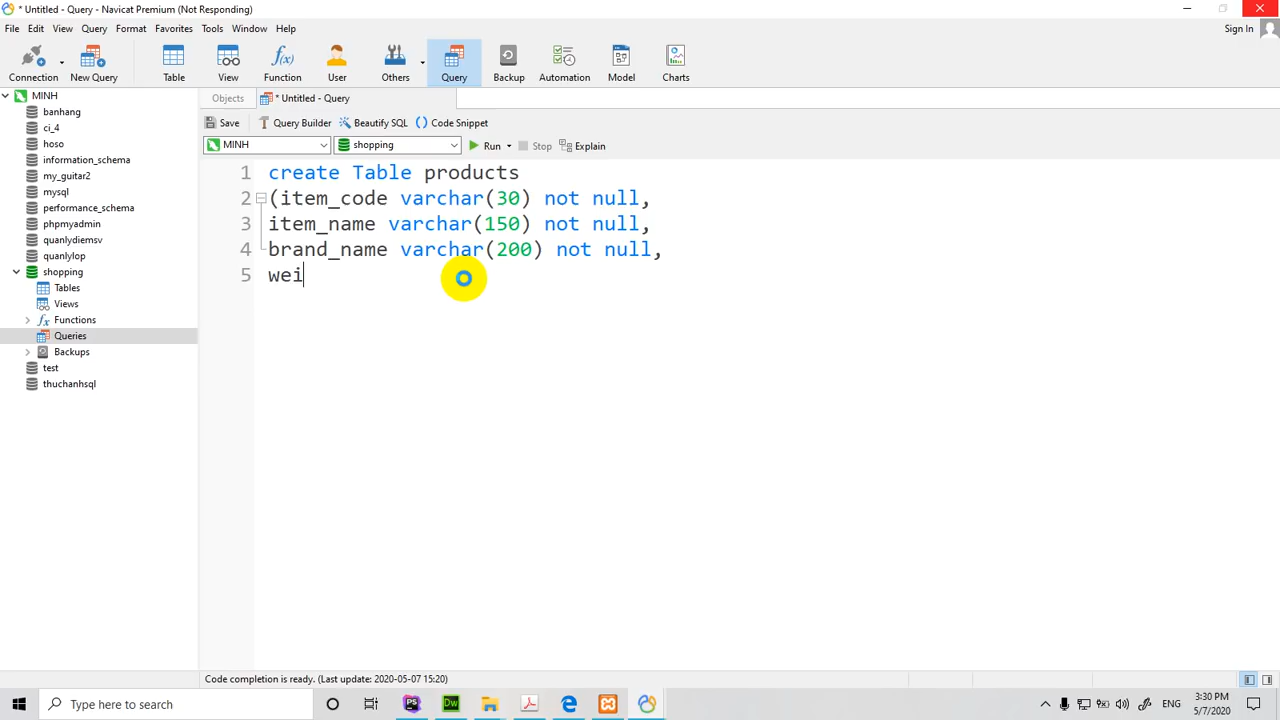 * Untitled - Query - Navicat Premium (Not Responding)
File Edit View Query Format Favorites Tools Window Help
Sign In
Connection New Query Table View Function User Others Query Backup Automation Model Charts
MINH
banhang
ci_4
hoso
information_schema
my_guitar2
mysql
performance_schema
phpmyadmin
quanlydiemsv
quanlylop
shopping
Tables
Views
Functions
Queries
Backups
test
thuchanhsql
Objects * Untitled - Query
Save Query Builder Beautify SQL Code Snippet
MINH shopping Run Stop Explain
1 create Table products
2 (item_code varchar(30) not null,
3 item_name varchar(150) not null,
4 brand_name varchar(200) not null,
5 wei
Code completion is ready. (Last update: 2020-05-07 15:20)
Type here to search
ENG
3:30 PM
5/7/2020